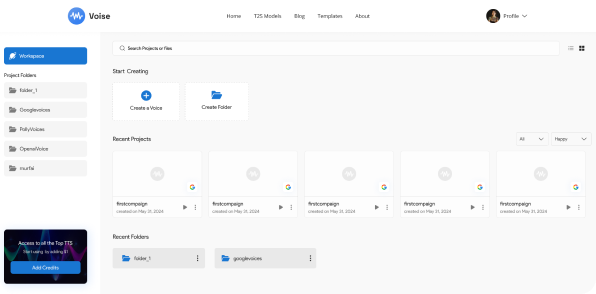 Voise
Home
T2S Models
Blog
Templates
About
Profile
Workspace
Search Projects or files
Project Folders
folder_1
Googlevoices
PollyVoices
OpenaiVoice
murfai
Start Creating
Create a Voice
Create Folder
Recent Projects
All
Happy
firstcompaign
created on May 31, 2024
firstcompaign
created on May 31, 2024
firstcompaign
created on May 31, 2024
firstcompaign
created on May 31, 2024
firstcompaign
created on May 31, 2024
Recent Folders
folder_1
googlevoices
Access to all the Top TTS
Start using by adding $1
Add Credits